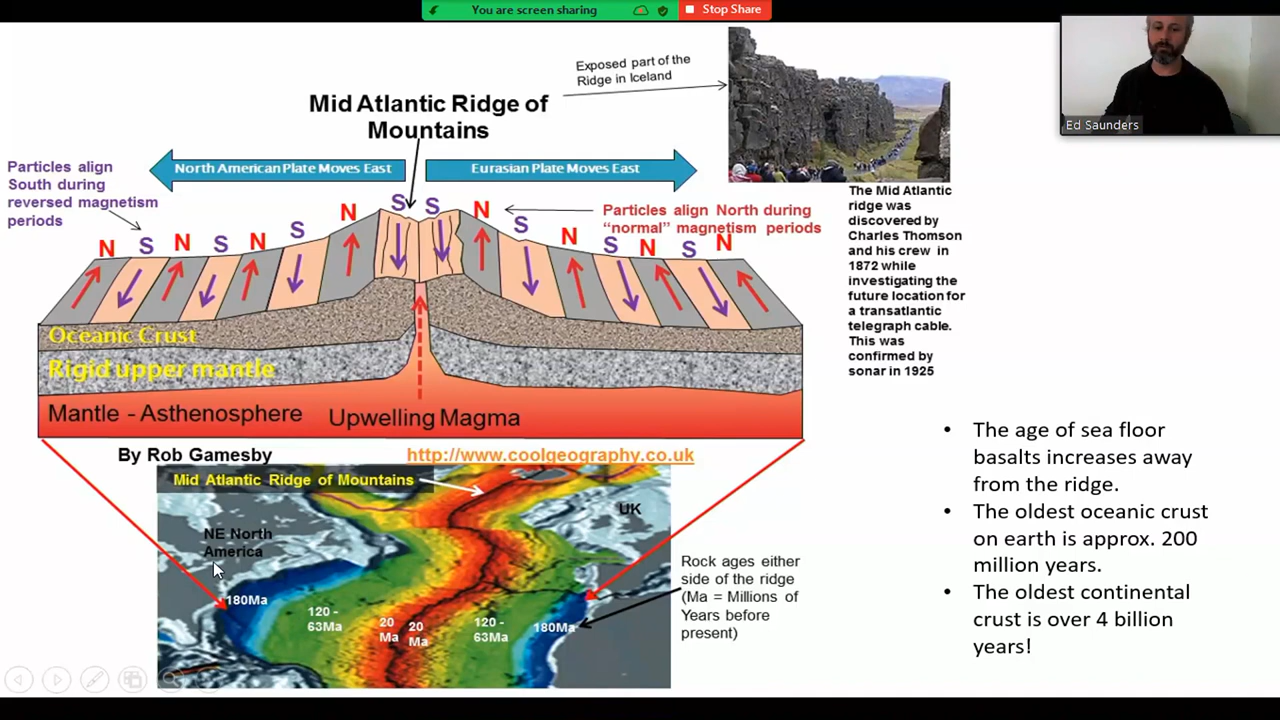 You are screen sharing
Stop Share
Ed Saunders
Exposed part of the
Ridge in Iceland
Mid Atlantic Ridge of
Mountains
North American Plate Moves East
Eurasian Plate Moves East
Particles align
South during
reversed magnetism
periods
Particles align North during
“normal” magnetism periods
N S N S N S N S S N S N S N S N
The Mid Atlantic
ridge was
discovered by
Charles Thomson
and his crew in
1872 while
investigating the
future location for
a transatlantic
telegraph cable.
This was
confirmed by
sonar in 1925
Oceanic Crust
Rigid upper mantle
Mantle - Asthenosphere
Upwelling Magma
By Rob Gamesby
http://www.coolgeography.co.uk
Mid Atlantic Ridge of Mountains
UK
NE North
America
180Ma
120 -
63Ma
20
Ma
20
Ma
120 -
63Ma
180Ma
Rock ages either
side of the ridge
(Ma = Millions of
Years before
present)
• The age of sea floor
basalts increases away
from the ridge.
• The oldest oceanic crust
on earth is approx. 200
million years.
• The oldest continental
crust is over 4 billion
years!